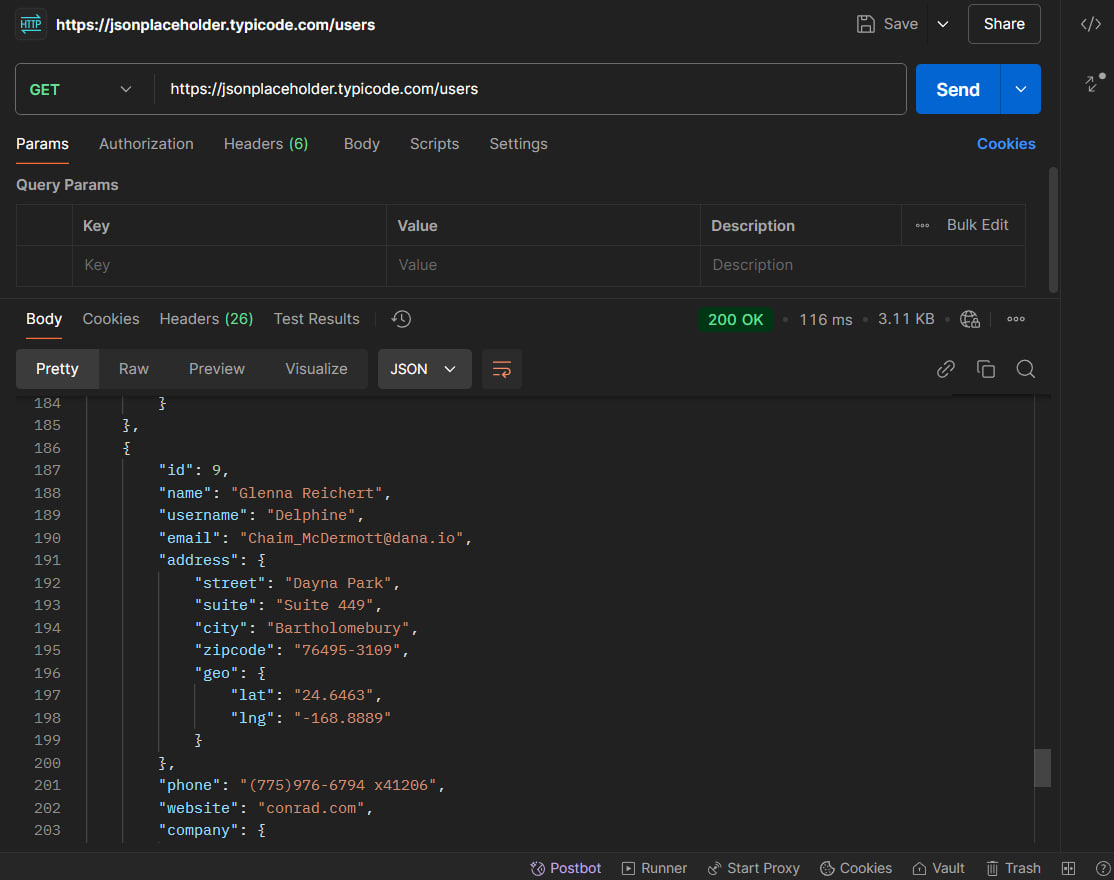 HTTP https://jsonplaceholder.typicode.com/users Save Share </>
GET https://jsonplaceholder.typicode.com/users Send
Params Authorization Headers (6) Body Scripts Settings Cookies
Query Params
Key Value Description Bulk Edit
Key Value Description
Body Cookies Headers (26) Test Results 200 OK 116 ms 3.11 KB
Pretty Raw Preview Visualize JSON
184 }
185 },
186 {
187 "id": 9,
188 "name": "Glenna Reichert",
189 "username": "Delphine",
190 "email": "Chaim_McDermott@dana.io",
191 "address": {
192 "street": "Dayna Park",
193 "suite": "Suite 449",
194 "city": "Bartholomebury",
195 "zipcode": "76495-3109",
196 "geo": {
197 "lat": "24.6463",
198 "lng": "-168.8889"
199 }
200 },
201 "phone": "(775)976-6794 x41206",
202 "website": "conrad.com",
203 "company": {
Postbot Runner Start Proxy Cookies Vault Trash